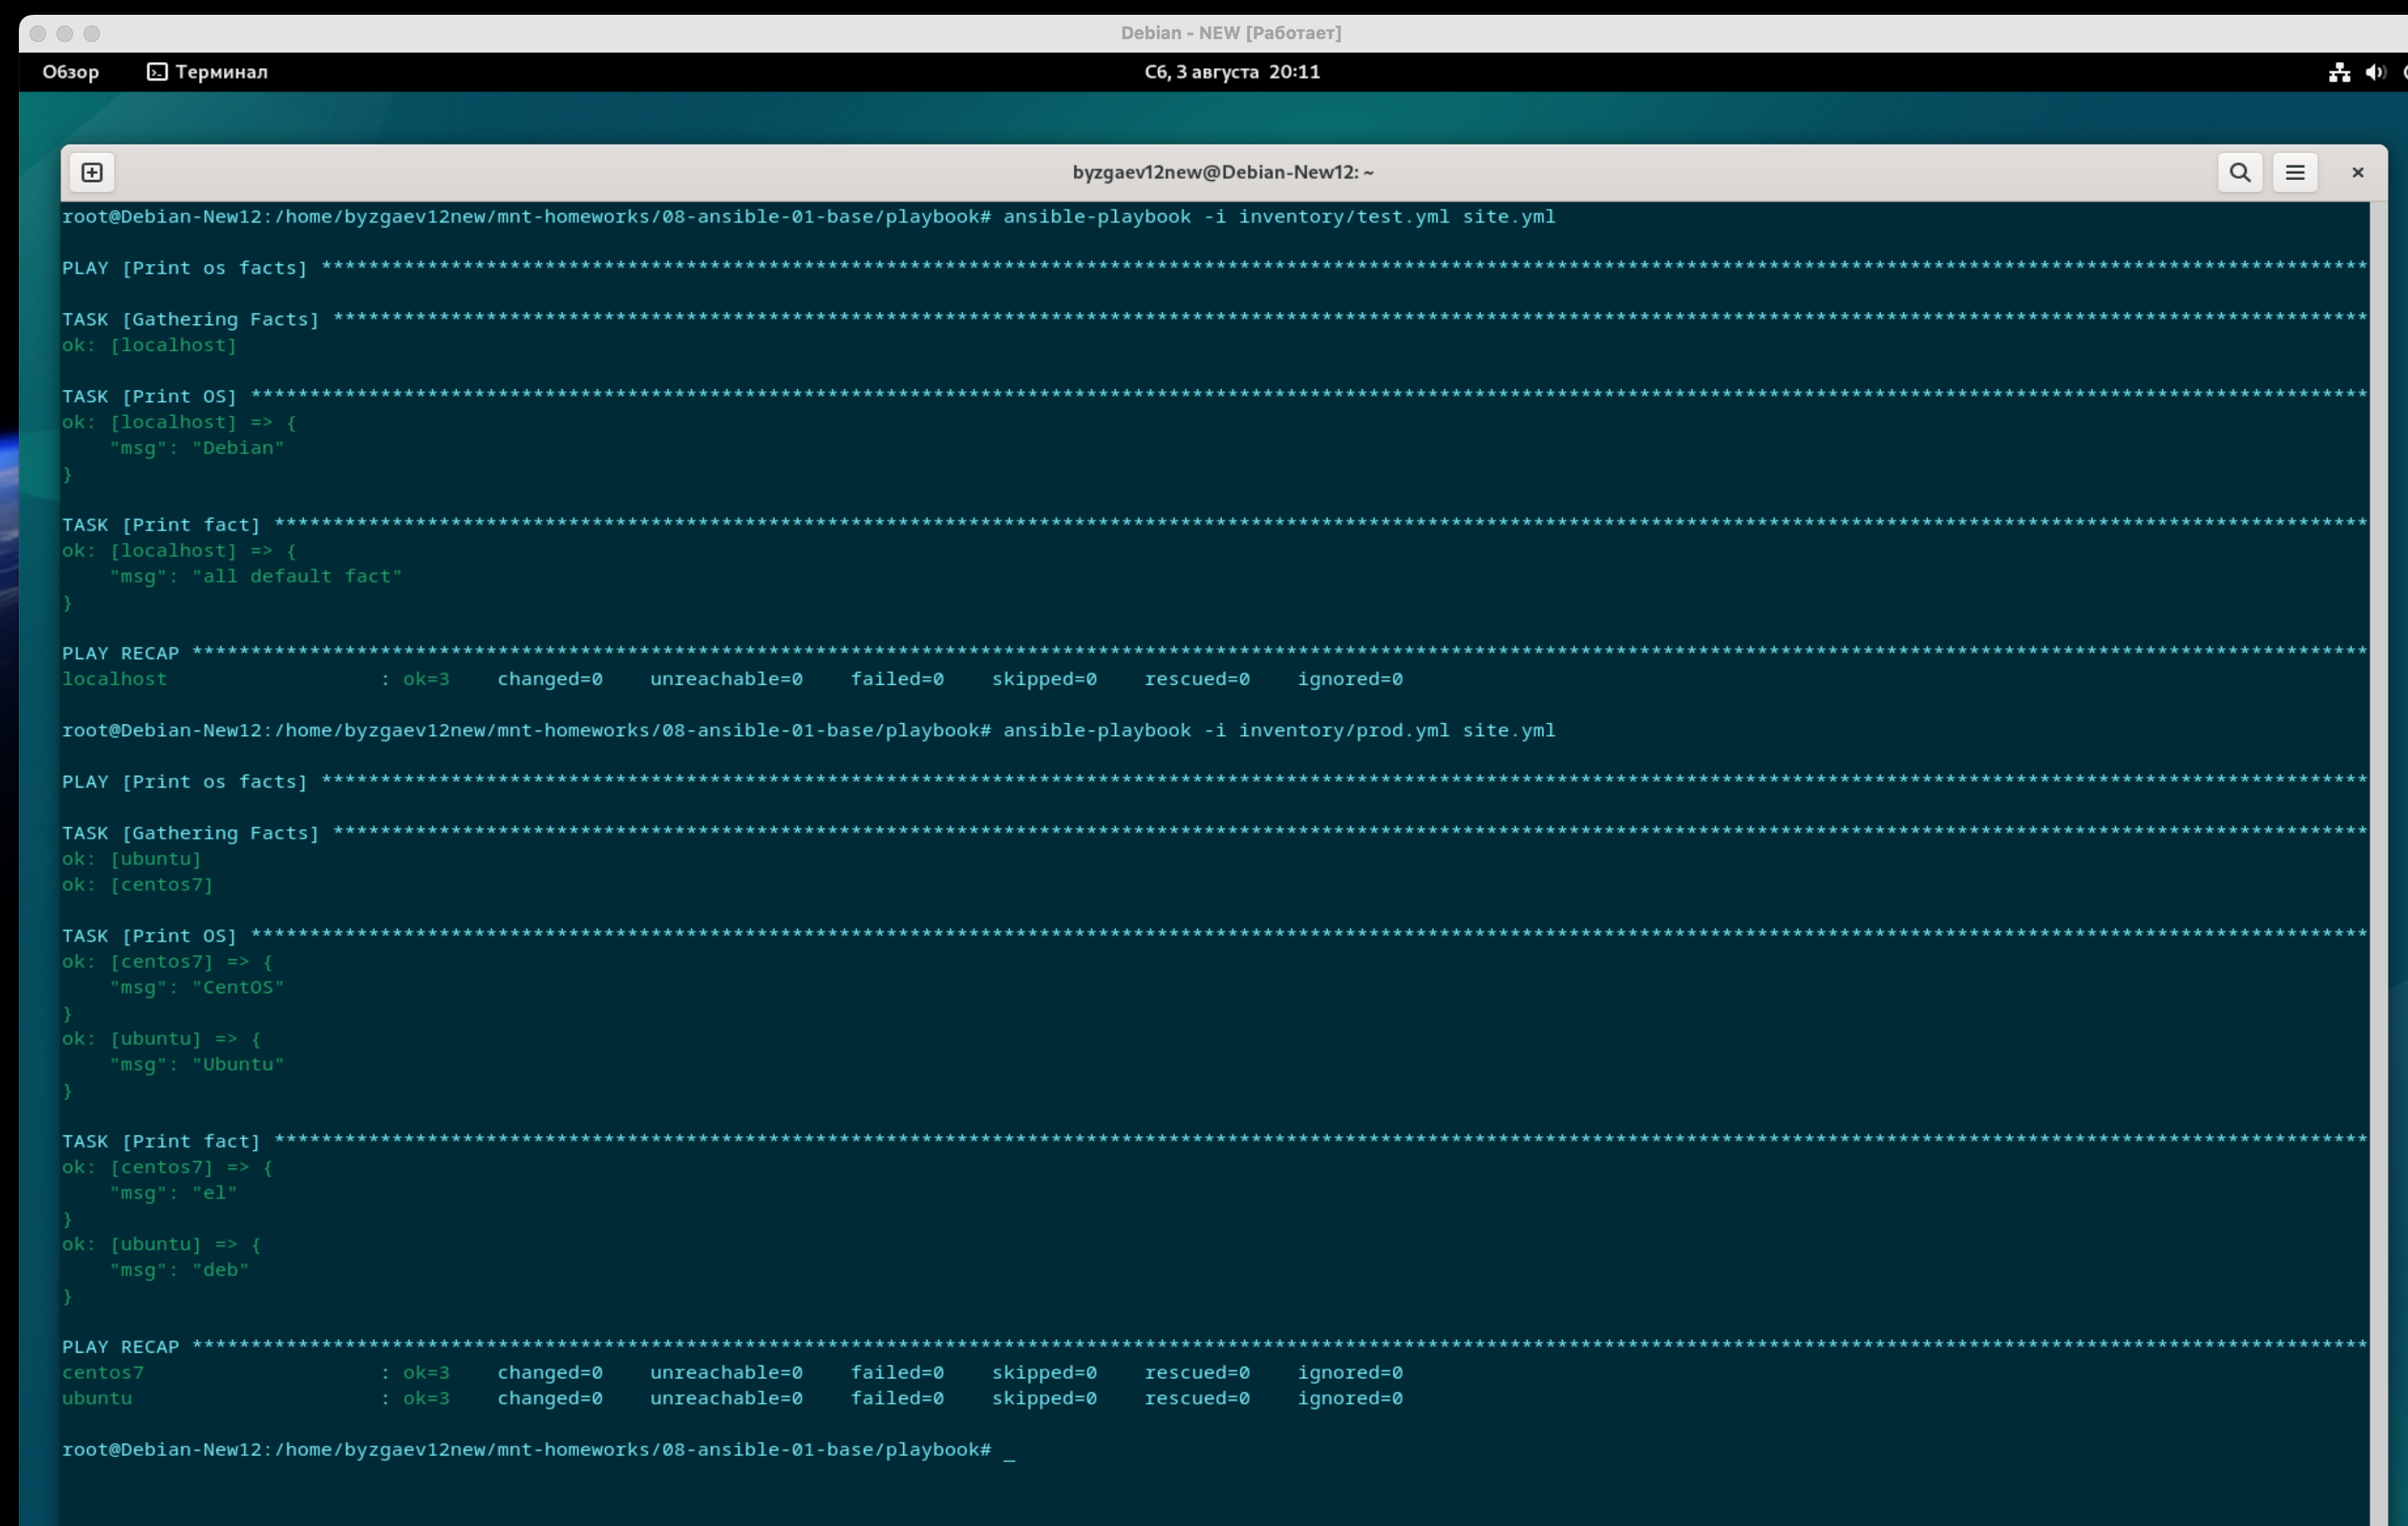 Debian - NEW [Работает]
Обзор Терминал Сб, 3 августа 20:11
byzgaev12new@Debian-New12: ~
root@Debian-New12:/home/byzgaev12new/mnt-homeworks/08-ansible-01-base/playbook# ansible-playbook -i inventory/test.yml site.yml
PLAY [Print os facts] ****************************************************************************************************************************************************************************
TASK [Gathering Facts] ***************************************************************************************************************************************************************************
ok: [localhost]
TASK [Print OS] **********************************************************************************************************************************************************************************
ok: [localhost] => {
    "msg": "Debian"
}
TASK [Print fact] ********************************************************************************************************************************************************************************
ok: [localhost] => {
    "msg": "all default fact"
}
PLAY RECAP ***************************************************************************************************************************************************************************************
localhost                  : ok=3    changed=0    unreachable=0    failed=0    skipped=0    rescued=0    ignored=0
root@Debian-New12:/home/byzgaev12new/mnt-homeworks/08-ansible-01-base/playbook# ansible-playbook -i inventory/prod.yml site.yml
PLAY [Print os facts] ****************************************************************************************************************************************************************************
TASK [Gathering Facts] ***************************************************************************************************************************************************************************
ok: [ubuntu]
ok: [centos7]
TASK [Print OS] **********************************************************************************************************************************************************************************
ok: [centos7] => {
    "msg": "CentOS"
}
ok: [ubuntu] => {
    "msg": "Ubuntu"
}
TASK [Print fact] ********************************************************************************************************************************************************************************
ok: [centos7] => {
    "msg": "el"
}
ok: [ubuntu] => {
    "msg": "deb"
}
PLAY RECAP ***************************************************************************************************************************************************************************************
centos7                    : ok=3    changed=0    unreachable=0    failed=0    skipped=0    rescued=0    ignored=0
ubuntu                     : ok=3    changed=0    unreachable=0    failed=0    skipped=0    rescued=0    ignored=0
root@Debian-New12:/home/byzgaev12new/mnt-homeworks/08-ansible-01-base/playbook# _